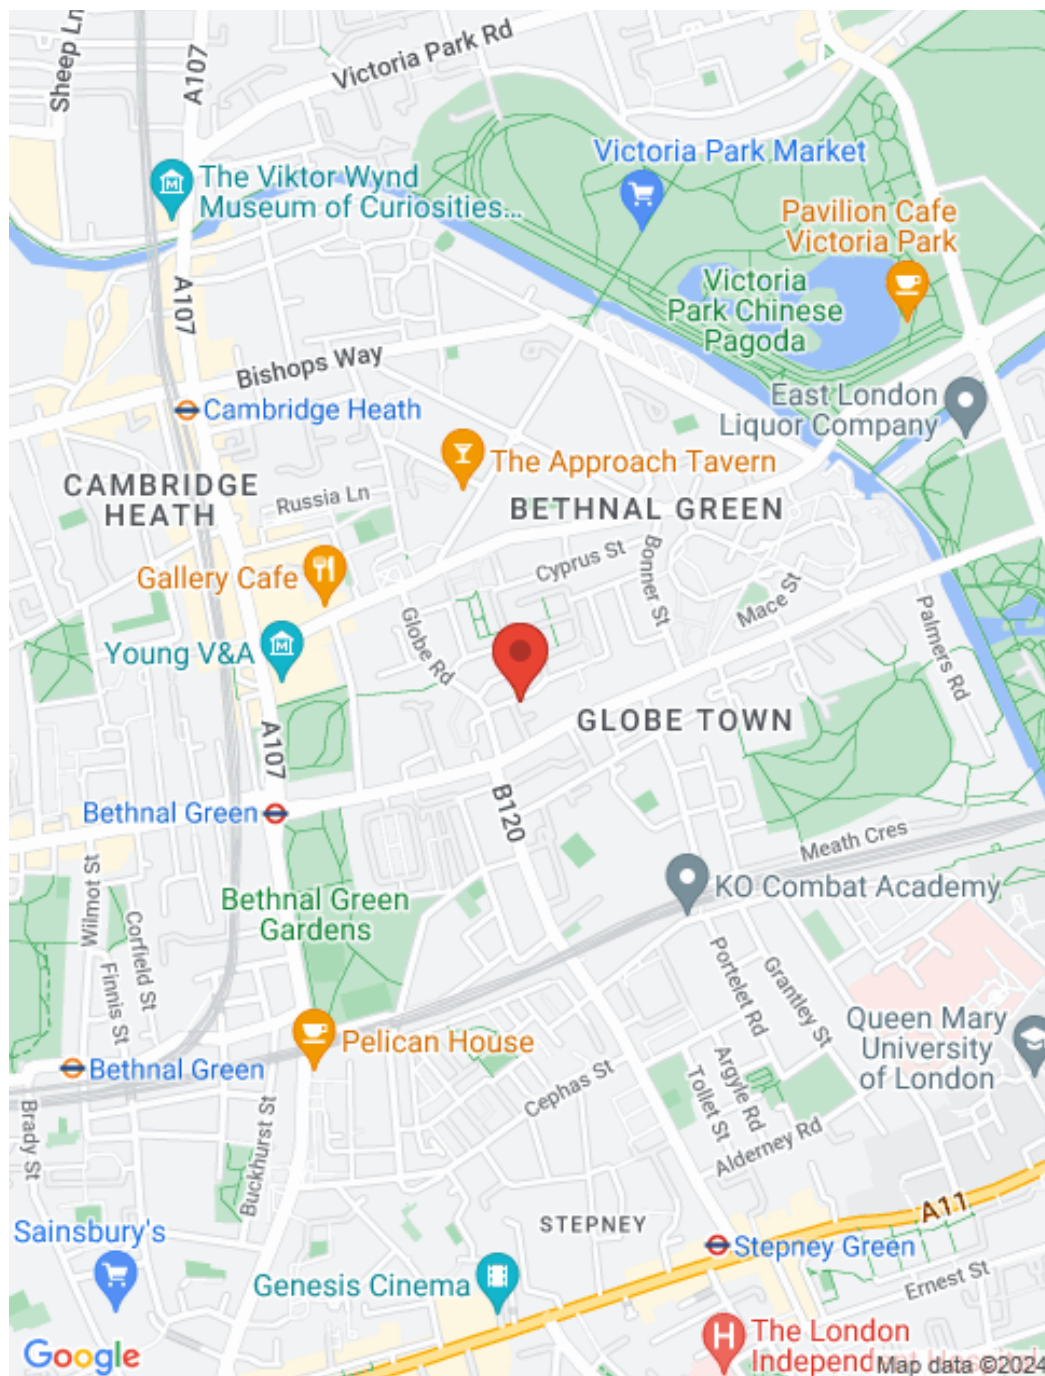 Sheep Ln
A107
Victoria Park Rd
Victoria Park Market
The Viktor Wynd
Museum of Curiosities...
Pavilion Cafe
Victoria Park
A107
Victoria
Park Chinese
Pagoda
Bishops Way
Cambridge Heath
East London
Liquor Company
The Approach Tavern
CAMBRIDGE
HEATH
Russia Ln
BETHNAL GREEN
Gallery Cafe
Cyprus St
Bonner St
Mace St
Palmers Rd
Globe Rd
Young V&A
GLOBE TOWN
A107
Bethnal Green
B120
Meath Cres
KO Combat Academy
Wilmot St
Corfield St
Finnis St
Bethnal Green
Gardens
Portelet Rd
Grantley St
Queen Mary
University
of London
Pelican House
Bethnal Green
Cephas St
Argyle Rd
Tollet St
Alderney Rd
Brady St
Buckhurst St
A11
Sainsbury's
STEPNEY
Stepney Green
Genesis Cinema
Ernest St
The London
Independent Hospital
Google
Map data ©2024